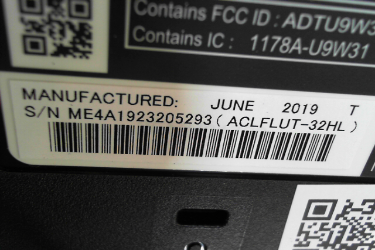 Contains FCC ID : ADTU9W3
Contains IC : 1178A-U9W31
MANUFACTURED: JUNE 2019 T
S/N ME4A1923205293 ( ACLFLUT-32HL )